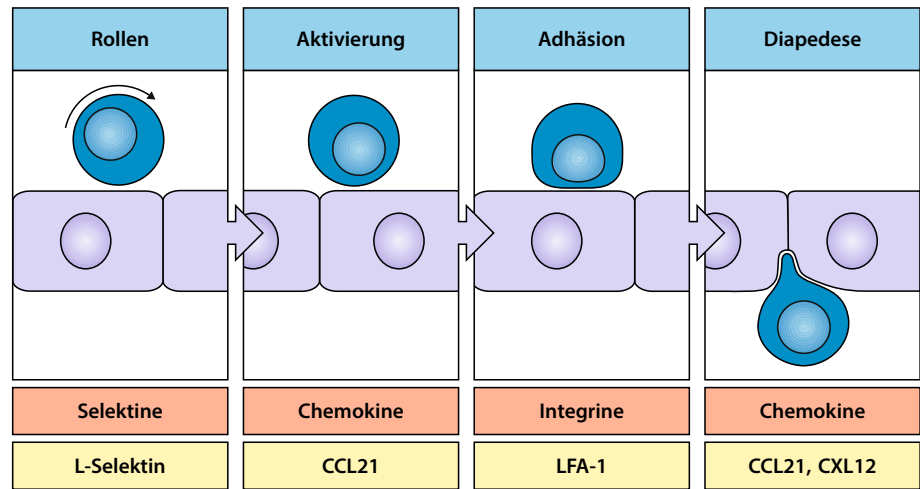 Rollen
Aktivierung
Adhäsion
Diapedese
Selektine
Chemokine
Integrine
Chemokine
L-Selektin
CCL21
LFA-1
CCL21, CXL12